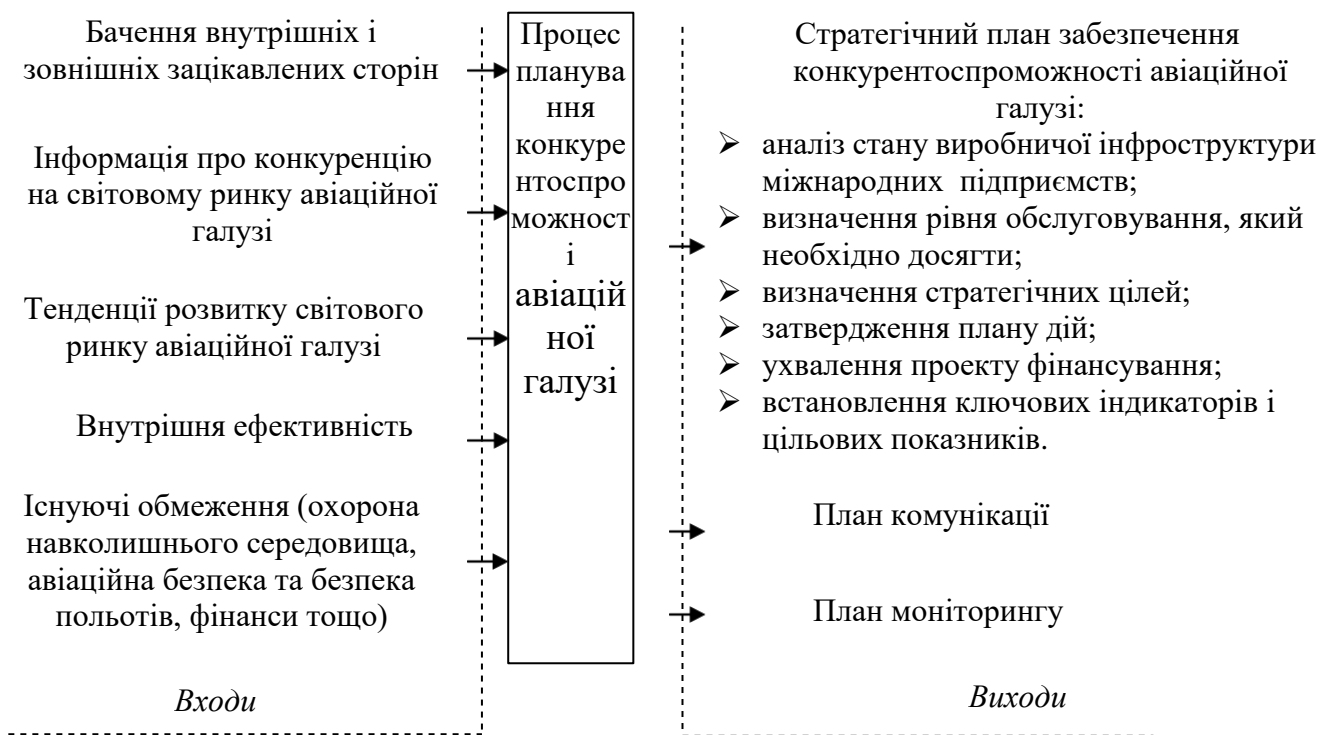 Бачення внутрішніх і
зовнішніх зацікавлених сторін
Інформація про конкуренцію
на світовому ринку авіаційної
галузі
Тенденції розвитку світового
ринку авіаційної галузі
Внутрішня ефективність
Існуючі обмеження (охорона
навколишнього середовища,
авіаційна безпека та безпека
польотів, фінанси тощо)
Входи
Процес
планува
ння
конкуре
нтоспро
можност
і
авіацій
ної
галузі
Стратегічний план забезпечення
конкурентоспроможності авіаційної
галузі:
➢ аналіз стану виробничої інфроструктури
міжнародних підприємств;
➢ визначення рівня обслуговування, який
необхідно досягти;
➢ визначення стратегічних цілей;
➢ затвердження плану дій;
➢ ухвалення проекту фінансування;
➢ встановлення ключових індикаторів і
цільових показників.
План комунікації
План моніторингу
Виходи